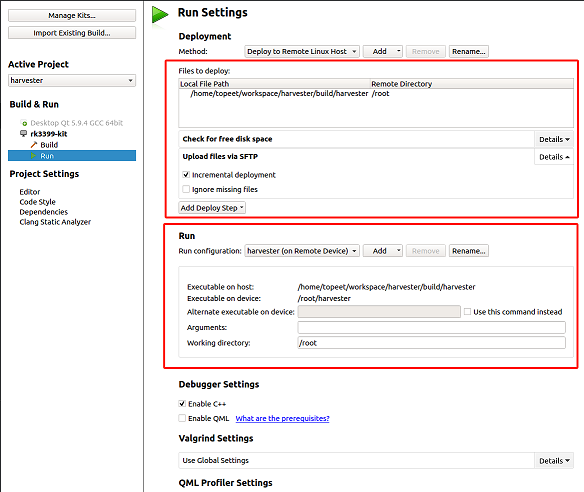 Manage Kits...
Import Existing Build...
Active Project
harvester
Build & Run
Desktop Qt 5.9.4 GCC 64bit
rk3399-kit
Build
Run
Project Settings
Editor
Code Style
Dependencies
Clang Static Analyzer
Run Settings
Deployment
Method: Deploy to Remote Linux Host Add Remove Rename...
Files to deploy:
Local File Path Remote Directory
/home/topeet/workspace/harvester/build/harvester /root
Check for free disk space Details
Upload files via SFTP Details
Incremental deployment
Ignore missing files
Add Deploy Step
Run
Run configuration: harvester (on Remote Device) Add Remove Rename...
Executable on host: /home/topeet/workspace/harvester/build/harvester
Executable on device: /root/harvester
Alternate executable on device: Use this command instead
Arguments:
Working directory: /root
Debugger Settings
Enable C++
Enable QML What are the prerequisites?
Valgrind Settings
Use Global Settings Details
QML Profiler Settings